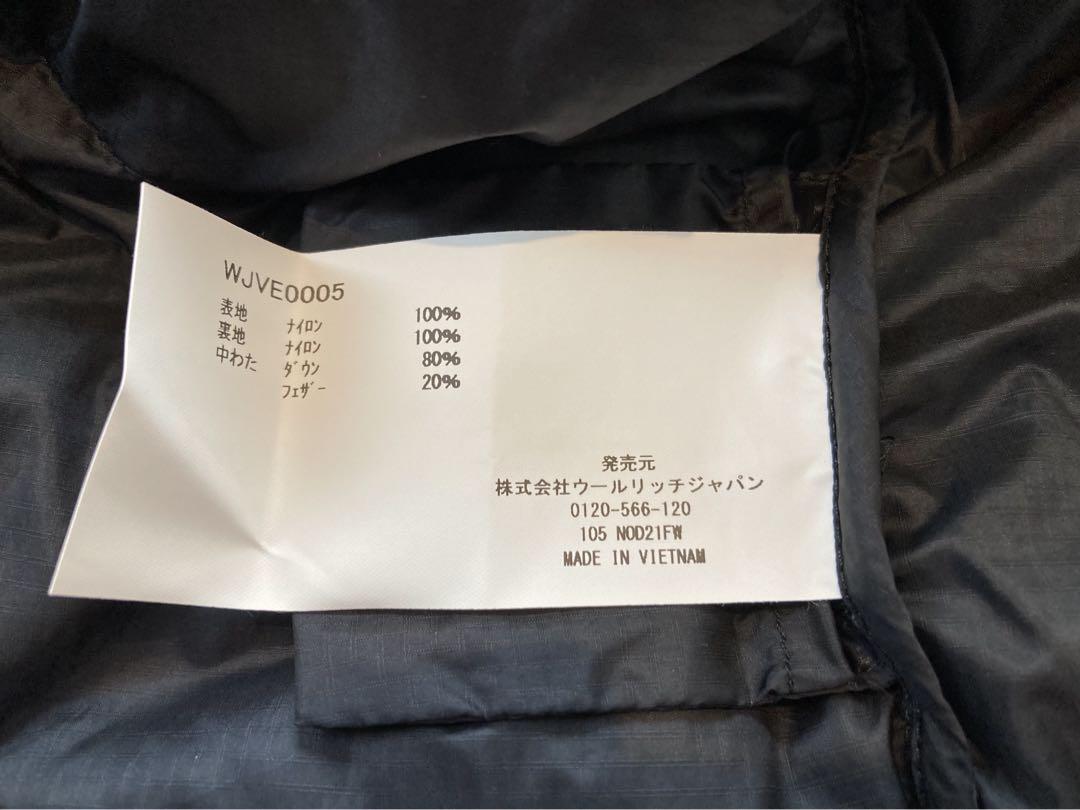 WJVE0005
表地 ナイロン 100%
裏地 ナイロン 100%
中わた ダウン 80%
フェザー 20%
発売元
株式会社ウールリッチジャパン
0120-566-120
105 NOD21FW
MADE IN VIETNAM